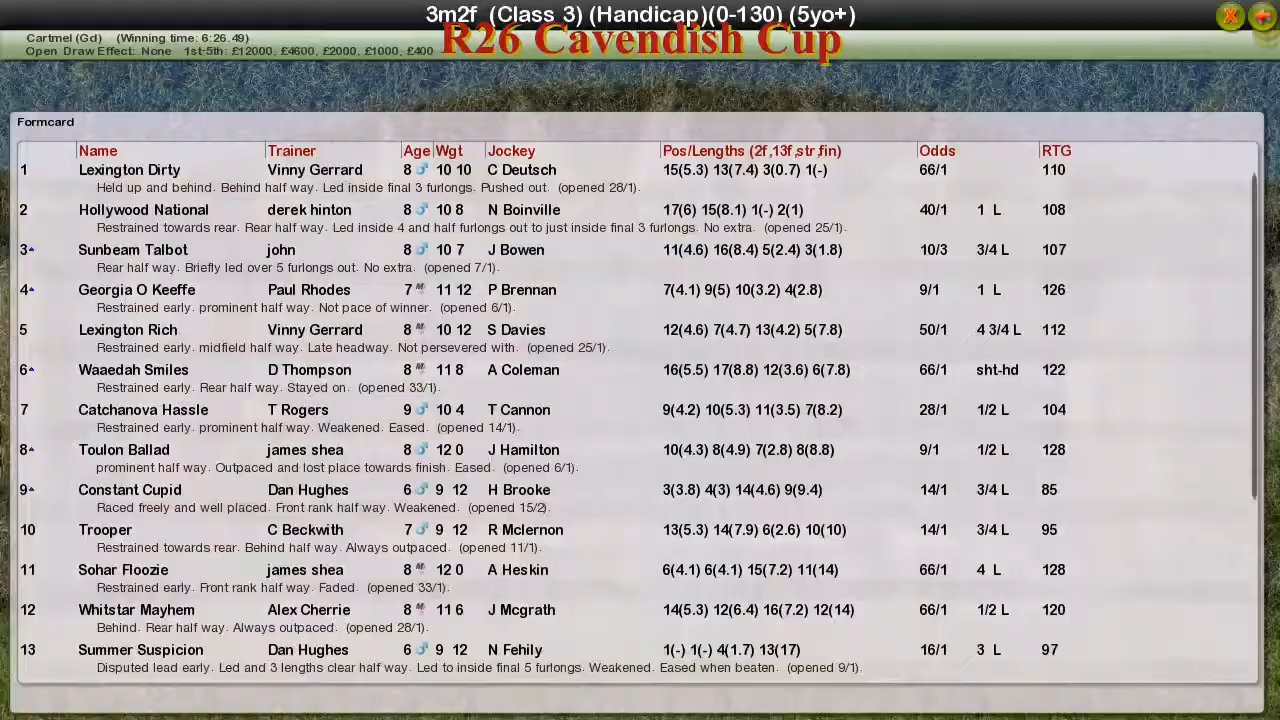 3m2f (Class 3) (Handicap)(0-130) (5yo+)
Cartmel (Gd) (Winning time: 6:26.49)
Open Draw Effect: None 1st-5th: £12000, £4600, £2000, £1000, £400
R26 Cavendish Cup
Formcard
Name Trainer Age Wgt Jockey Pos/Lengths (2f,13f,str,fin) Odds RTG
1 Lexington Dirty Vinny Gerrard 8 10 10 C Deutsch 15(5.3) 13(7.4) 3(0.7) 1(-) 66/1 110
Held up and behind. Behind half way. Led inside final 3 furlongs. Pushed out. (opened 28/1).
2 Hollywood National derek hinton 8 10 8 N Boinville 17(6) 15(8.1) 1(-) 2(1) 40/1 1 L 108
Restrained towards rear. Rear half way. Led inside 4 and half furlongs out to just inside final 3 furlongs. No extra. (opened 25/1).
3 Sunbeam Talbot john 8 10 7 J Bowen 11(4.6) 16(8.4) 5(2.4) 3(1.8) 10/3 3/4 L 107
Rear half way. Briefly led over 5 furlongs out. No extra. (opened 7/1).
4 Georgia O Keeffe Paul Rhodes 7 11 12 P Brennan 7(4.1) 9(5) 10(3.2) 4(2.8) 9/1 1 L 126
Restrained early. prominent half way. Not pace of winner. (opened 6/1).
5 Lexington Rich Vinny Gerrard 8 10 12 S Davies 12(4.6) 7(4.7) 13(4.2) 5(7.8) 50/1 4 3/4 L 112
Restrained early. midfield half way. Late headway. Not persevered with. (opened 25/1).
6 Waaedah Smiles D Thompson 8 11 8 A Coleman 16(5.5) 17(8.8) 12(3.6) 6(7.8) 66/1 sht-hd 122
Restrained early. Rear half way. Stayed on. (opened 33/1).
7 Catchanova Hassle T Rogers 9 10 4 T Cannon 9(4.2) 10(5.3) 11(3.5) 7(8.2) 28/1 1/2 L 104
Restrained early. prominent half way. Weakened. Eased. (opened 14/1).
8 Toulon Ballad james shea 8 12 0 J Hamilton 10(4.3) 8(4.9) 7(2.8) 8(8.8) 9/1 1/2 L 128
prominent half way. Outpaced and lost place towards finish. Eased. (opened 6/1).
9 Constant Cupid Dan Hughes 6 9 12 H Brooke 3(3.8) 4(3) 14(4.6) 9(9.4) 14/1 3/4 L 85
Raced freely and well placed. Front rank half way. Weakened. (opened 15/2).
10 Trooper C Beckwith 7 9 12 R Mclernon 13(5.3) 14(7.9) 6(2.6) 10(10) 14/1 3/4 L 95
Restrained towards rear. Behind half way. Always outpaced. (opened 11/1).
11 Sohar Floozie james shea 8 12 0 A Heskin 6(4.1) 6(4.1) 15(7.2) 11(14) 66/1 4 L 128
Restrained early. Front rank half way. Faded. (opened 33/1).
12 Whitstar Mayhem Alex Cherrie 8 11 6 J Mcgrath 14(5.3) 12(6.4) 16(7.2) 12(14) 66/1 1/2 L 120
Behind. Rear half way. Always outpaced. (opened 28/1).
13 Summer Suspicion Dan Hughes 6 9 12 N Fehily 1(-) 1(-) 4(1.7) 13(17) 16/1 3 L 97
Disputed lead early. Led and 3 lengths clear half way. Led to inside final 5 furlongs. Weakened. Eased when beaten. (opened 9/1).